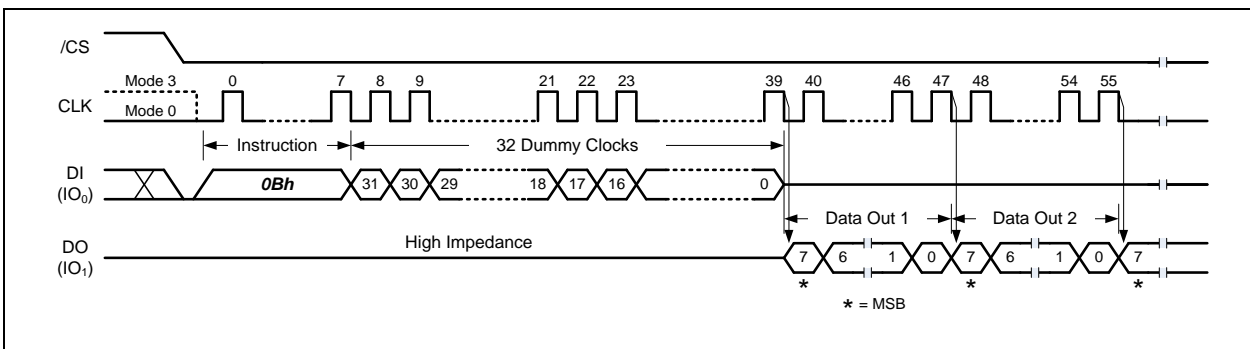 /CS
Mode 3 0 7 8 9 21 22 23 39 40 46 47 48 54 55
CLK
Mode 0
Instruction 32 Dummy Clocks
DI
(IO0) 0Bh 31 30 29 18 17 16 0
Data Out 1 Data Out 2
DO
(IO1) High Impedance 7 6 1 0 7 6 1 0 7
* * *
* = MSB